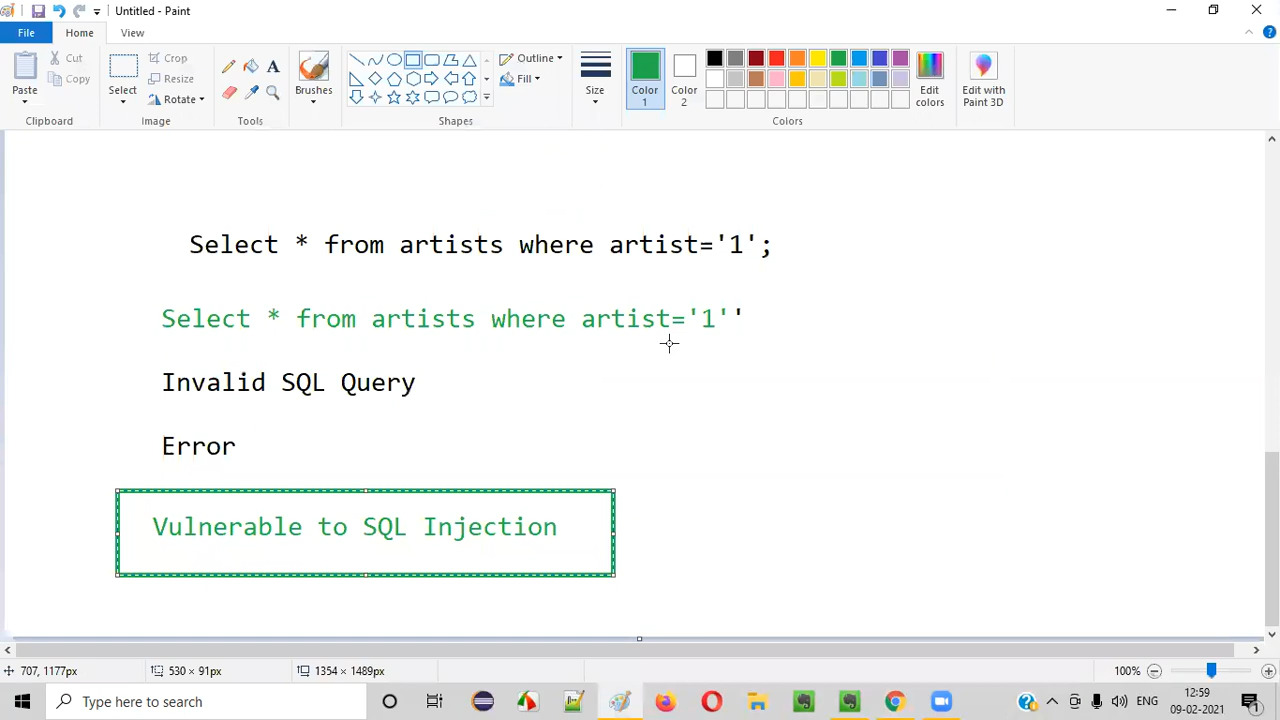 Untitled - Paint
File
Home
View
Paste
Cut
Copy
Clipboard
Select
Crop
Resize
Rotate
Image
Tools
Brushes
Shapes
Outline
Fill
Size
Color 1
Color 2
Edit colors
Colors
Edit with Paint 3D
Select * from artists where artist='1';
Select * from artists where artist='1''
Invalid SQL Query
Error
Vulnerable to SQL Injection
707, 1177px
530 × 91px
1354 × 1489px
100%
Type here to search
ENG
12:59
09-02-2021